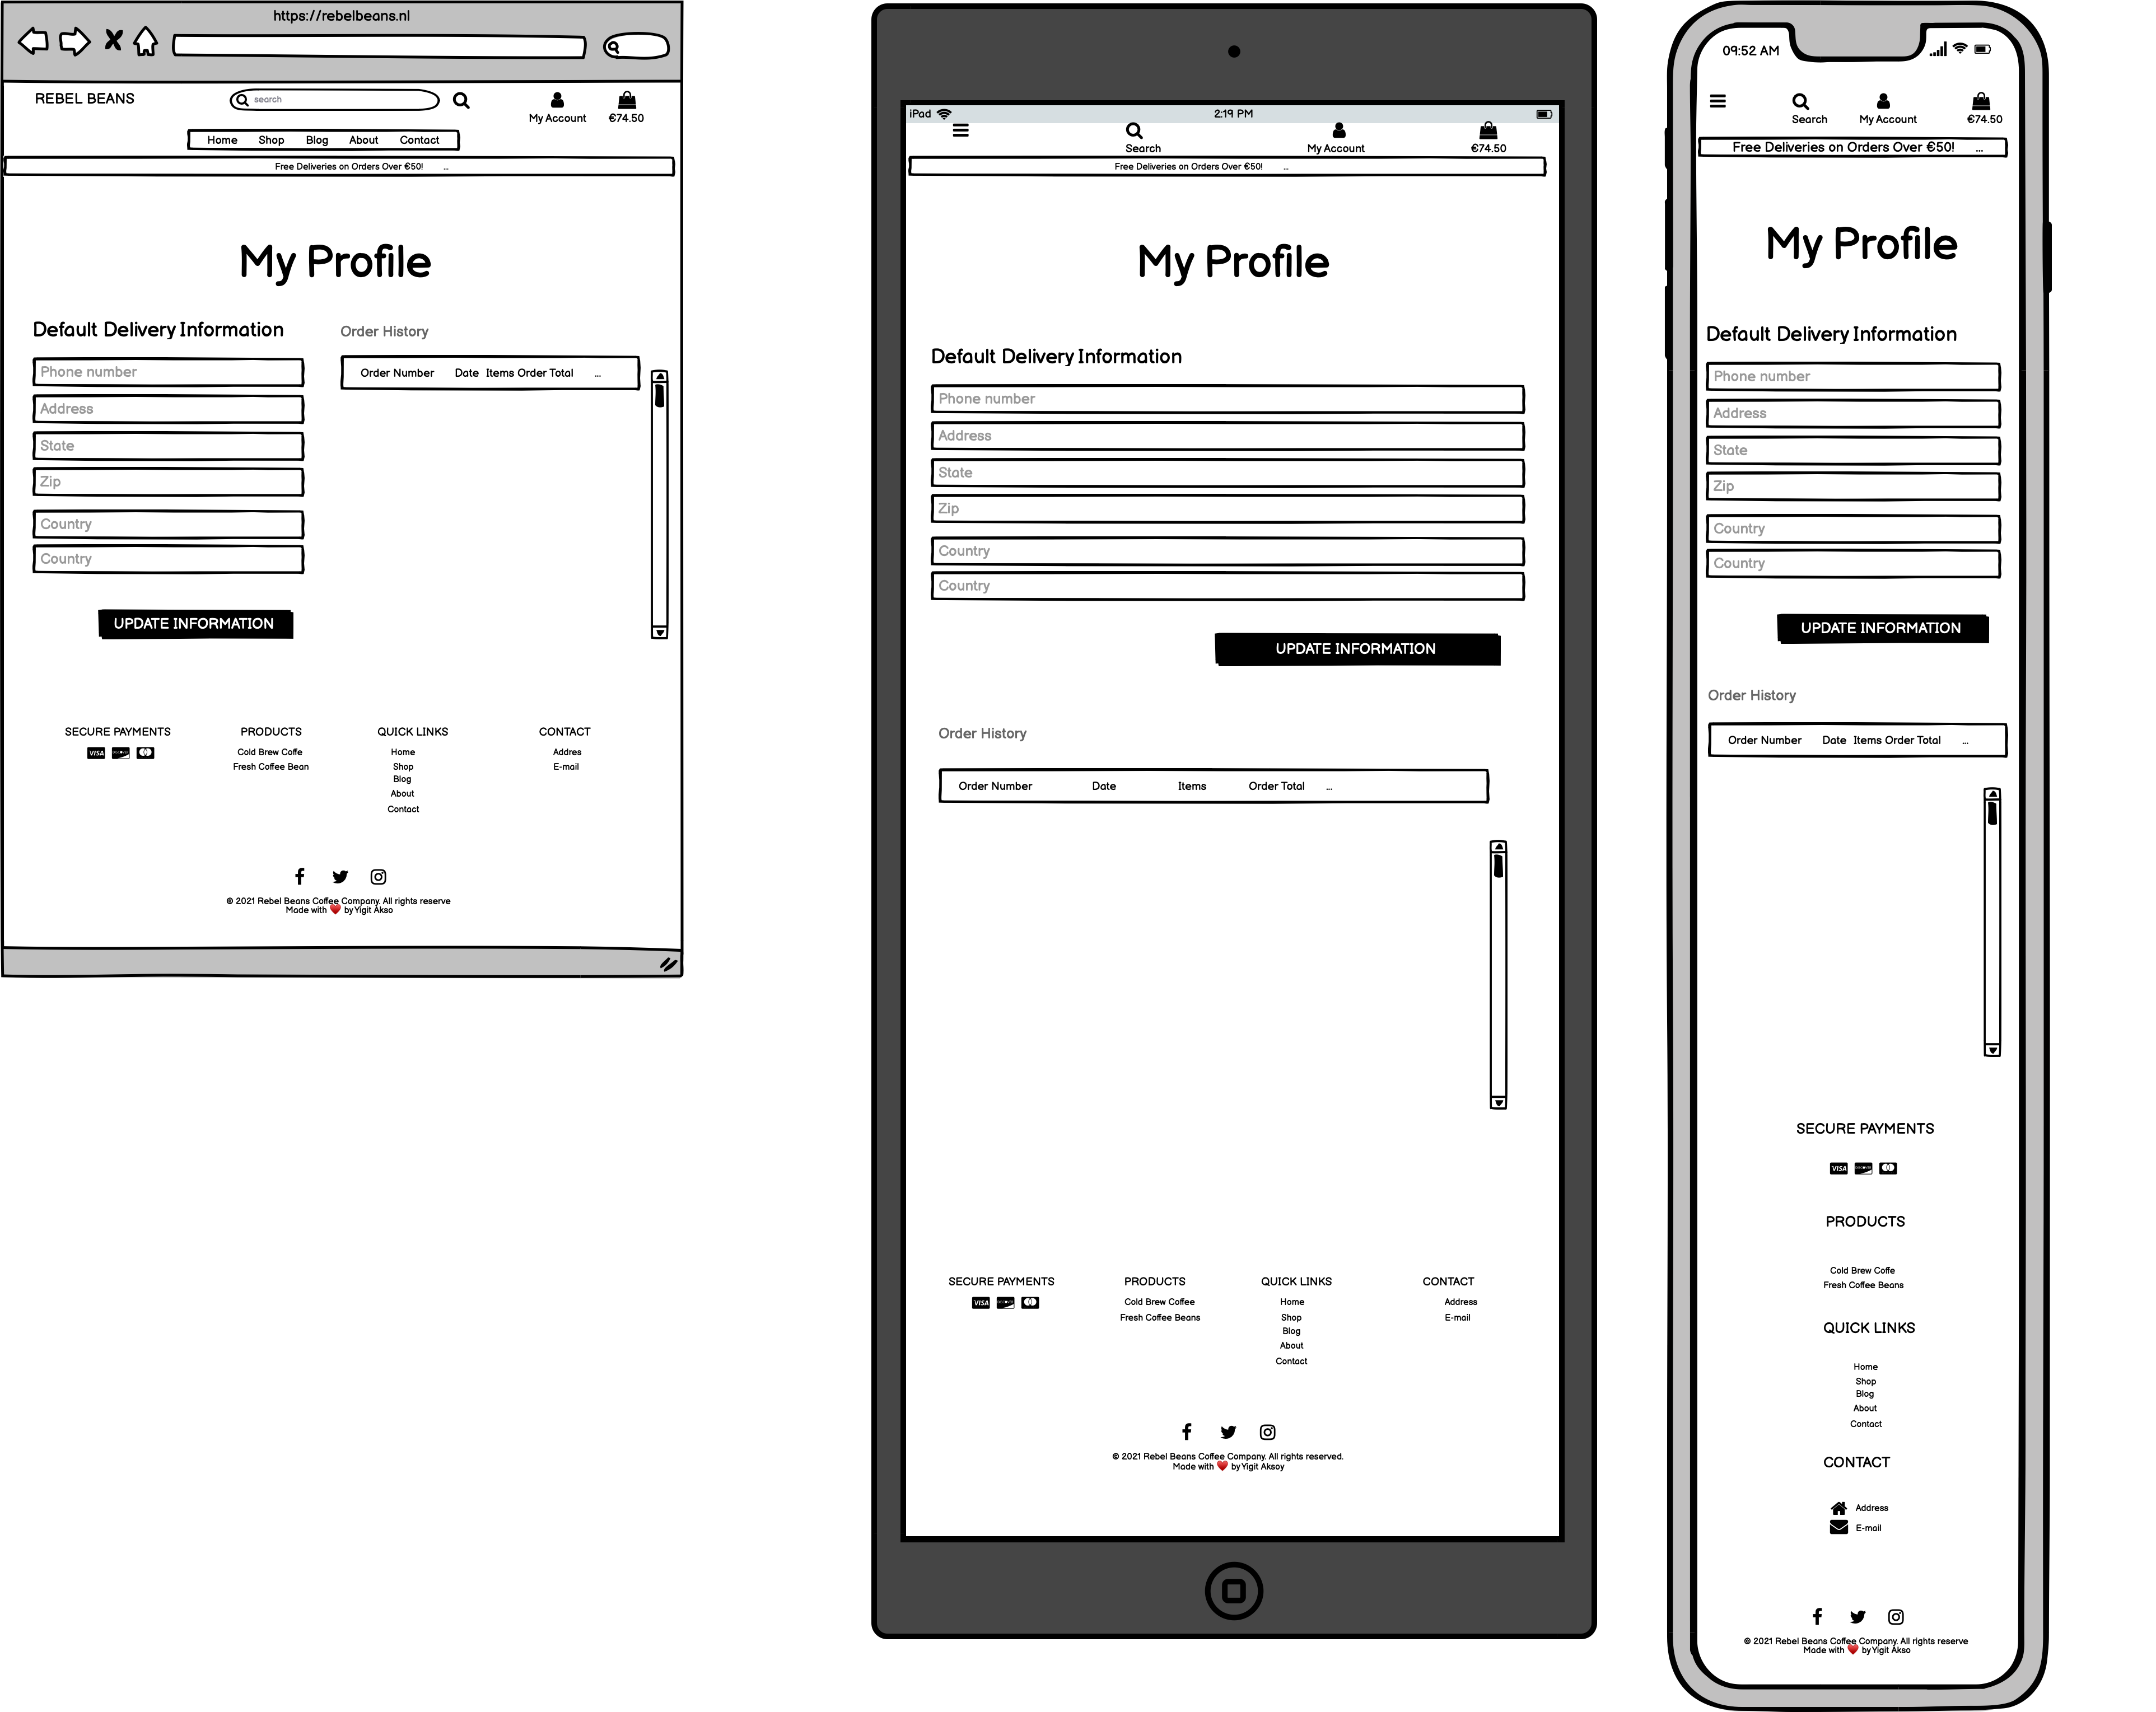 https://rebelbeans.nl
REBEL BEANS
search
My Account
€74.50
Home Shop Blog About Contact
Free Deliveries on Orders Over €50! ...
My Profile
Default Delivery Information
Phone number
Address
State
Zip
Country
Country
UPDATE INFORMATION
Order History
Order Number Date Items Order Total ...
SECURE PAYMENTS
VISA
PRODUCTS
Cold Brew Coffe
Fresh Coffee Bean
QUICK LINKS
Home
Shop
Blog
About
Contact
CONTACT
Addres
E-mail
© 2021 Rebel Beans Coffee Company. All rights reserve
Made with ❤️ by Yigit Akso
iPad 2:19 PM
Search
My Account
€74.50
Free Deliveries on Orders Over €50! ...
My Profile
Default Delivery Information
Phone number
Address
State
Zip
Country
Country
UPDATE INFORMATION
Order History
Order Number Date Items Order Total ...
SECURE PAYMENTS
VISA
PRODUCTS
Cold Brew Coffee
Fresh Coffee Beans
QUICK LINKS
Home
Shop
Blog
About
Contact
CONTACT
Address
E-mail
© 2021 Rebel Beans Coffee Company. All rights reserved.
Made with ❤️ by Yigit Aksoy
09:52 AM
Search
My Account
€74.50
Free Deliveries on Orders Over €50! ...
My Profile
Default Delivery Information
Phone number
Address
State
Zip
Country
Country
UPDATE INFORMATION
Order History
Order Number Date Items Order Total ...
SECURE PAYMENTS
VISA
PRODUCTS
Cold Brew Coffe
Fresh Coffee Beans
QUICK LINKS
Home
Shop
Blog
About
Contact
CONTACT
Address
E-mail
© 2021 Rebel Beans Coffee Company. All rights reserve
Made with ❤️ by Yigit Akso